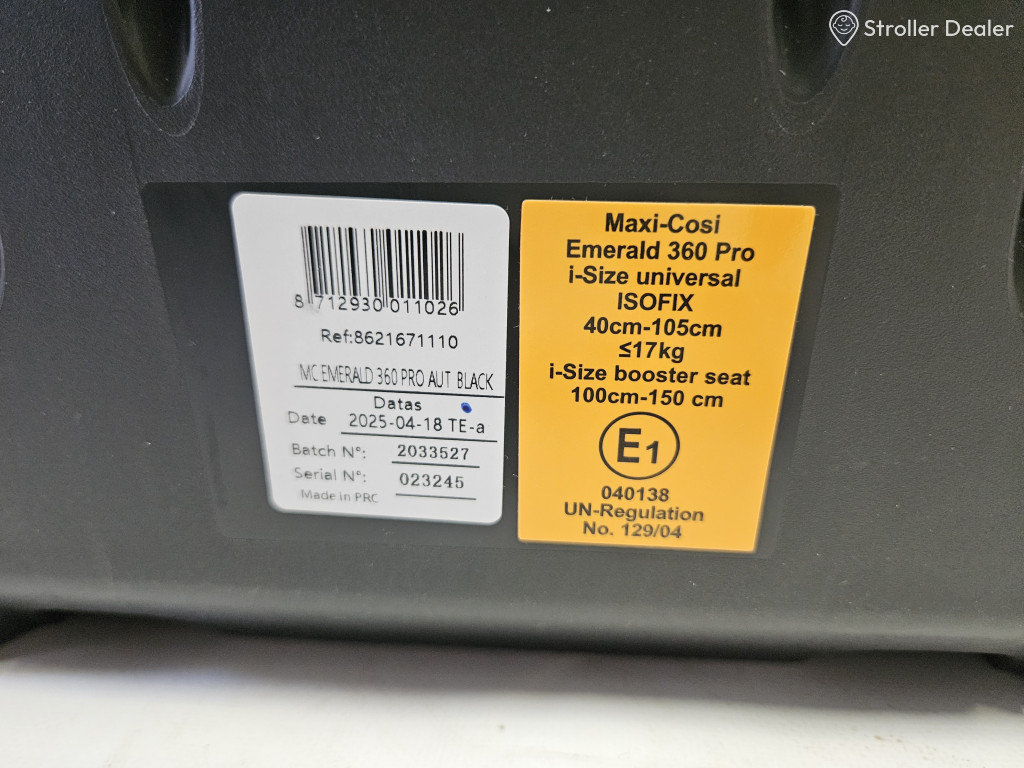 Stroller Dealer
8 712930 011026
Ref:8621671110
MC EMERALD 360 PRO AUT BLACK
Datas
Date 2025-04-18 TE-a
Batch N°: 2033527
Serial N°: 023245
Made in PRC
Maxi-Cosi
Emerald 360 Pro
i-Size universal
ISOFIX
40cm-105cm
≤17kg
i-Size booster seat
100cm-150 cm
E1
040138
UN-Regulation
No. 129/04